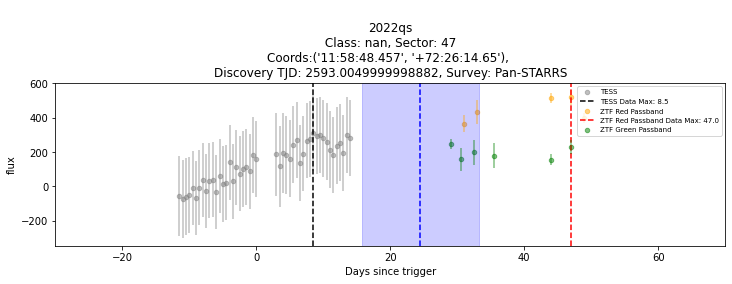 2022qs
Class: nan, Sector: 47
Coords:('11:58:48.457', '+72:26:14.65'),
Discovery TJD: 2593.0049999998882, Survey: Pan-STARRS
600
400
200
0
−200
flux
−20
0
20
40
60
Days since trigger
TESS
TESS Data Max: 8.5
ZTF Red Passband
ZTF Red Passband Data Max: 47.0
ZTF Green Passband